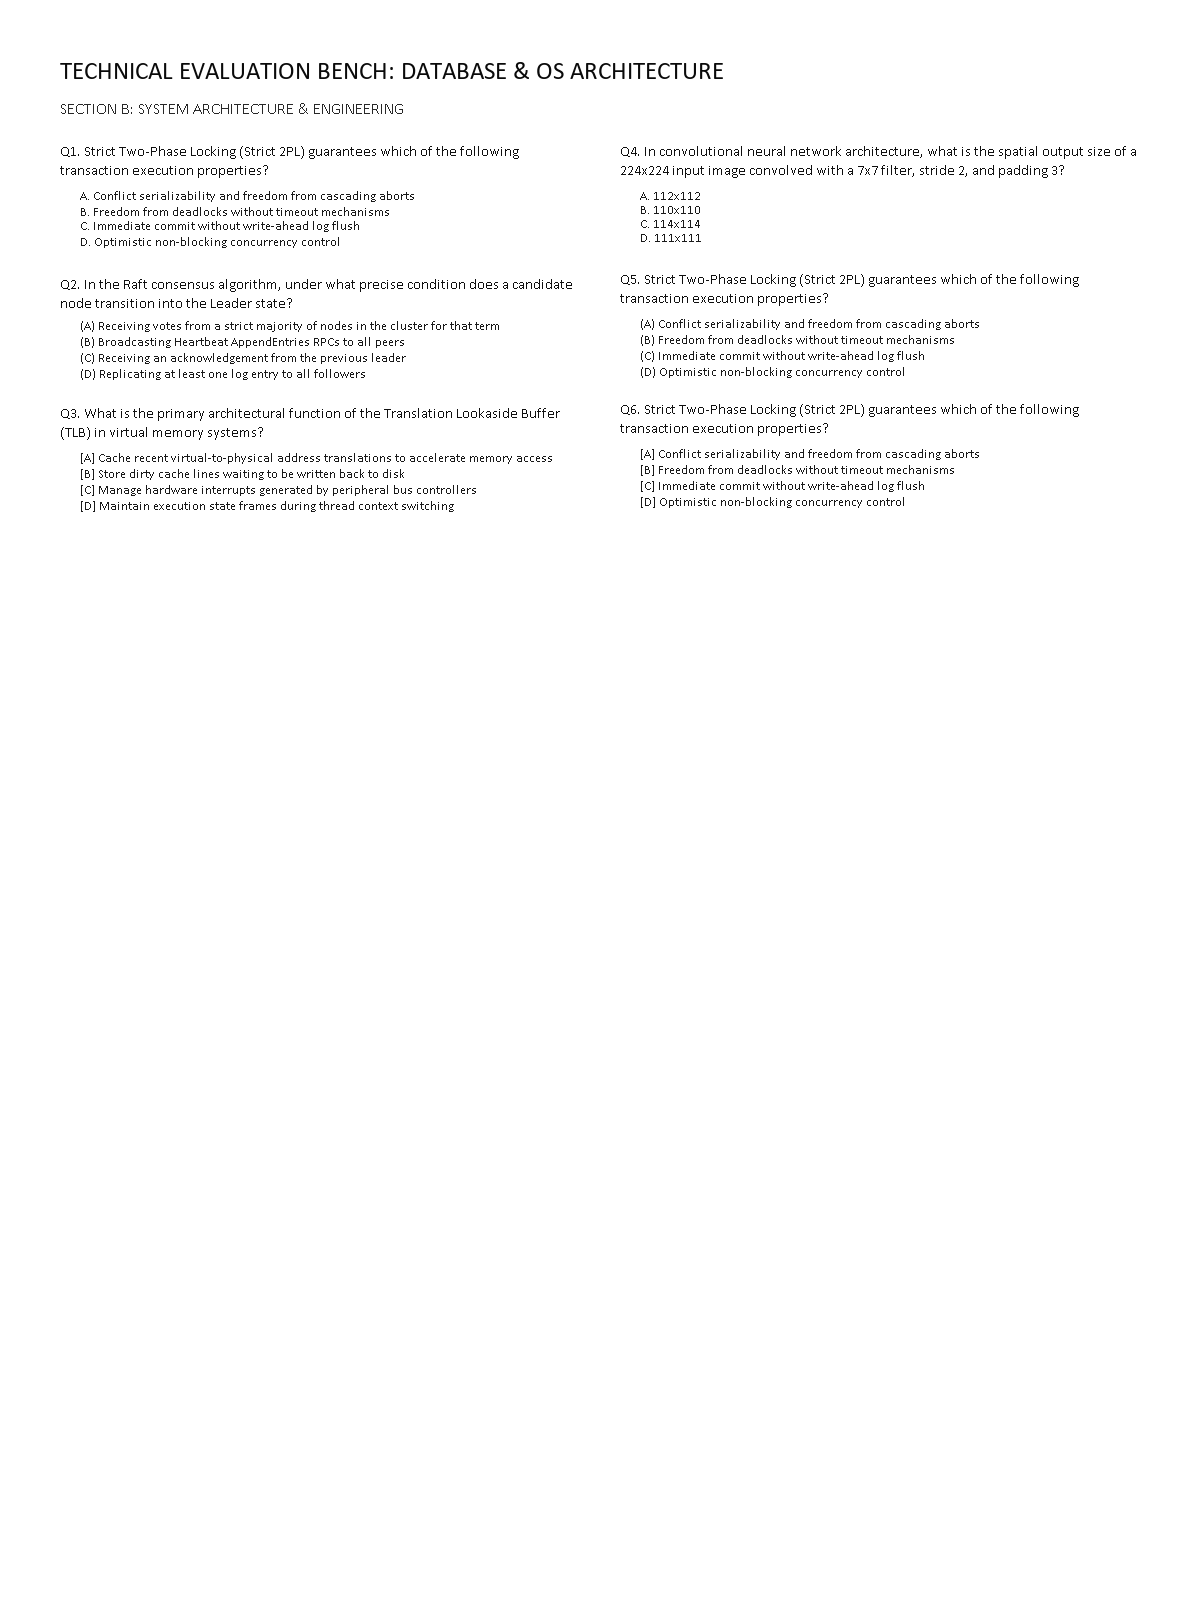 TECHNICAL EVALUATION BENCH: DATABASE & OS ARCHITECTURE
SECTION B: SYSTEM ARCHITECTURE & ENGINEERING
Q1. Strict Two-Phase Locking (Strict 2PL) guarantees which of the following
transaction execution properties?
A. Conflict serializability and freedom from cascading aborts
B. Freedom from deadlocks without timeout mechanisms
C. Immediate commit without write-ahead log flush
D. Optimistic non-blocking concurrency control
Q2. In the Raft consensus algorithm, under what precise condition does a candidate
node transition into the Leader state?
(A) Receiving votes from a strict majority of nodes in the cluster for that term
(B) Broadcasting Heartbeat AppendEntries RPCs to all peers
(C) Receiving an acknowledgement from the previous leader
(D) Replicating at least one log entry to all followers
Q3. What is the primary architectural function of the Translation Lookaside Buffer
(TLB) in virtual memory systems?
[A] Cache recent virtual-to-physical address translations to accelerate memory access
[B] Store dirty cache lines waiting to be written back to disk
[C] Manage hardware interrupts generated by peripheral bus controllers
[D] Maintain execution state frames during thread context switching
Q4. In convolutional neural network architecture, what is the spatial output size of a
224x224 input image convolved with a 7x7 filter, stride 2, and padding 3?
A. 112x112
B. 110x110
C. 114x114
D. 111x111
Q5. Strict Two-Phase Locking (Strict 2PL) guarantees which of the following
transaction execution properties?
(A) Conflict serializability and freedom from cascading aborts
(B) Freedom from deadlocks without timeout mechanisms
(C) Immediate commit without write-ahead log flush
(D) Optimistic non-blocking concurrency control
Q6. Strict Two-Phase Locking (Strict 2PL) guarantees which of the following
transaction execution properties?
[A] Conflict serializability and freedom from cascading aborts
[B] Freedom from deadlocks without timeout mechanisms
[C] Immediate commit without write-ahead log flush
[D] Optimistic non-blocking concurrency control